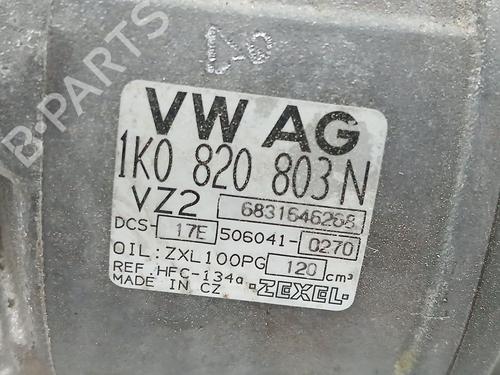 B-PARTS
VW AG
1K0 820 803 N
VZ2 6831646268
DCS-17E 506041-0270
OIL: ZXL100PG 120 cm³
REF. HFC-134a
MADE IN CZ
-ZEXEL-